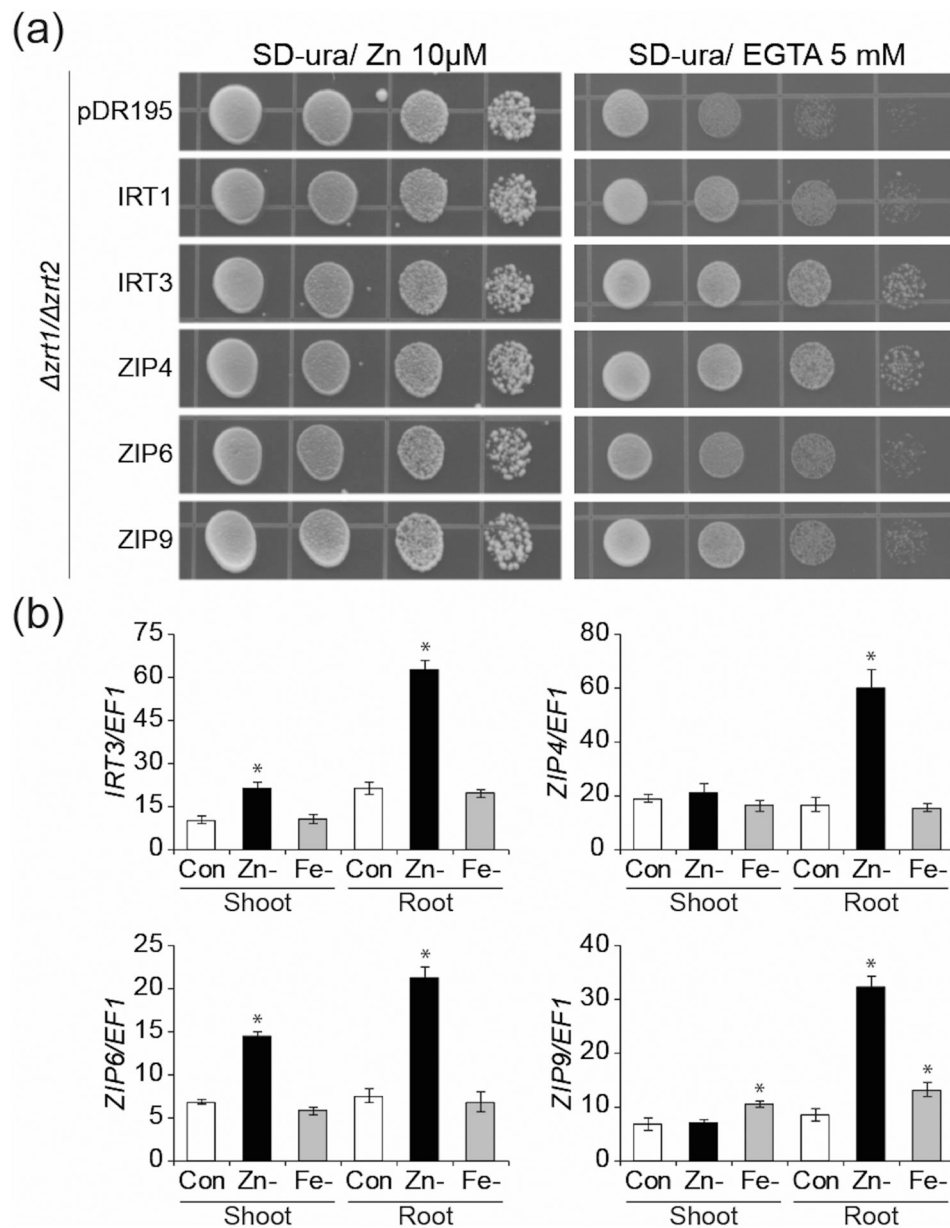 (a)
SD-ura/ Zn 10µM
SD-ura/ EGTA 5 mM
Δzrt1/Δzrt2
pDR195
IRT1
IRT3
ZIP4
ZIP6
ZIP9
(b)
IRT3/EF1
75
60
45
30
15
0
* *
Con Zn- Fe- Con Zn- Fe-
Shoot Root
ZIP4/EF1
80
60
40
20
0
*
Con Zn- Fe- Con Zn- Fe-
Shoot Root
ZIP6/EF1
25
20
15
10
5
0
* *
Con Zn- Fe- Con Zn- Fe-
Shoot Root
ZIP9/EF1
40
30
20
10
0
* * *
Con Zn- Fe- Con Zn- Fe-
Shoot Root